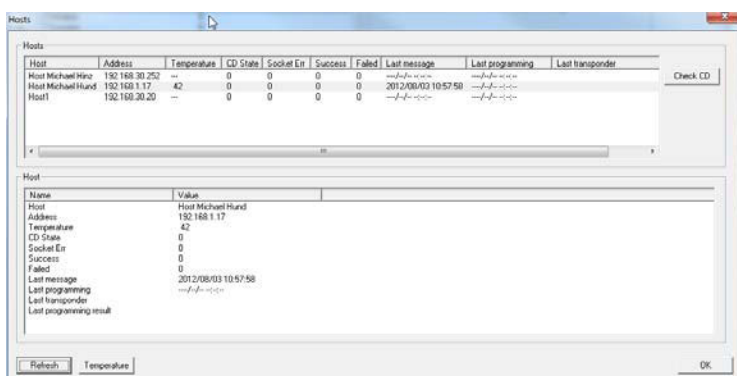 Hosts
Hosts
Host Address Temperature CD State Socket Err Success Failed Last message Last programming Last transponder
Host Michael Hinz 192.168.30.252 --- 0 0 0 0 ---/--/-- --:--:-- ---/--/-- --:--:--
Host Michael Hund 192.168.1.17 42 0 0 0 0 2012/08/03 10:57:58 ---/--/-- --:--:--
Host1 192.168.30.20 --- 0 0 0 0 ---/--/-- --:--:-- ---/--/-- --:--:--
Check CD
Host
Name Value
Host Host Michael Hund
Address 192.168.1.17
Temperature 42
CD State 0
Socket Err 0
Success 0
Failed 0
Last message 2012/08/03 10:57:58
Last programming ---/--/-- --:--:--
Last transponder
Last programming result
Refresh Temperature OK